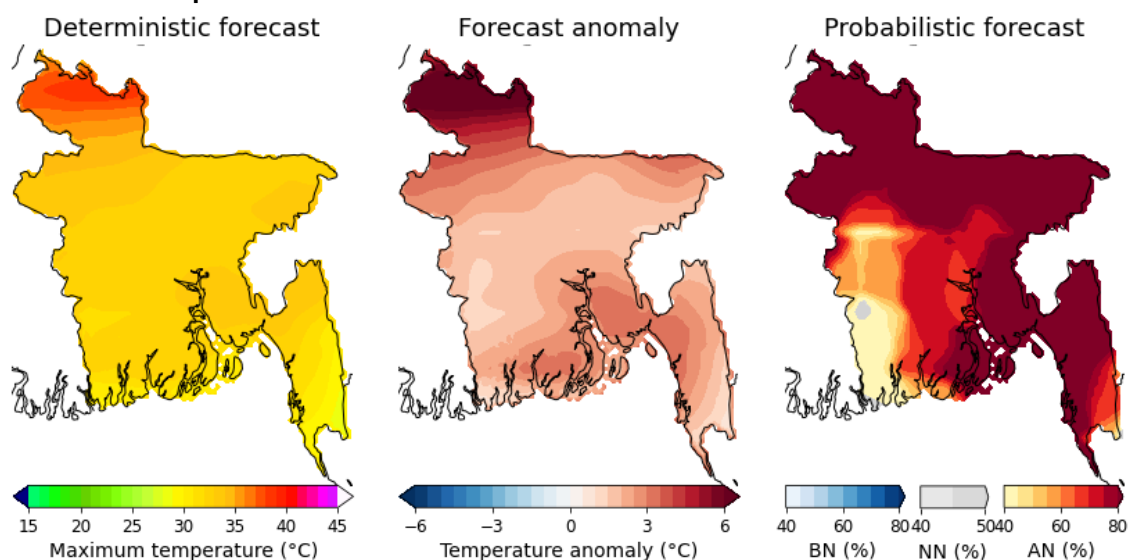 Deterministic forecast
Forecast anomaly
Probabilistic forecast
15 20 25 30 35 40 45
Maximum temperature (°C)
−6 −3 0 3 6
Temperature anomaly (°C)
40 60 80
BN (%)
40 50
NN (%)
40 60 80
AN (%)